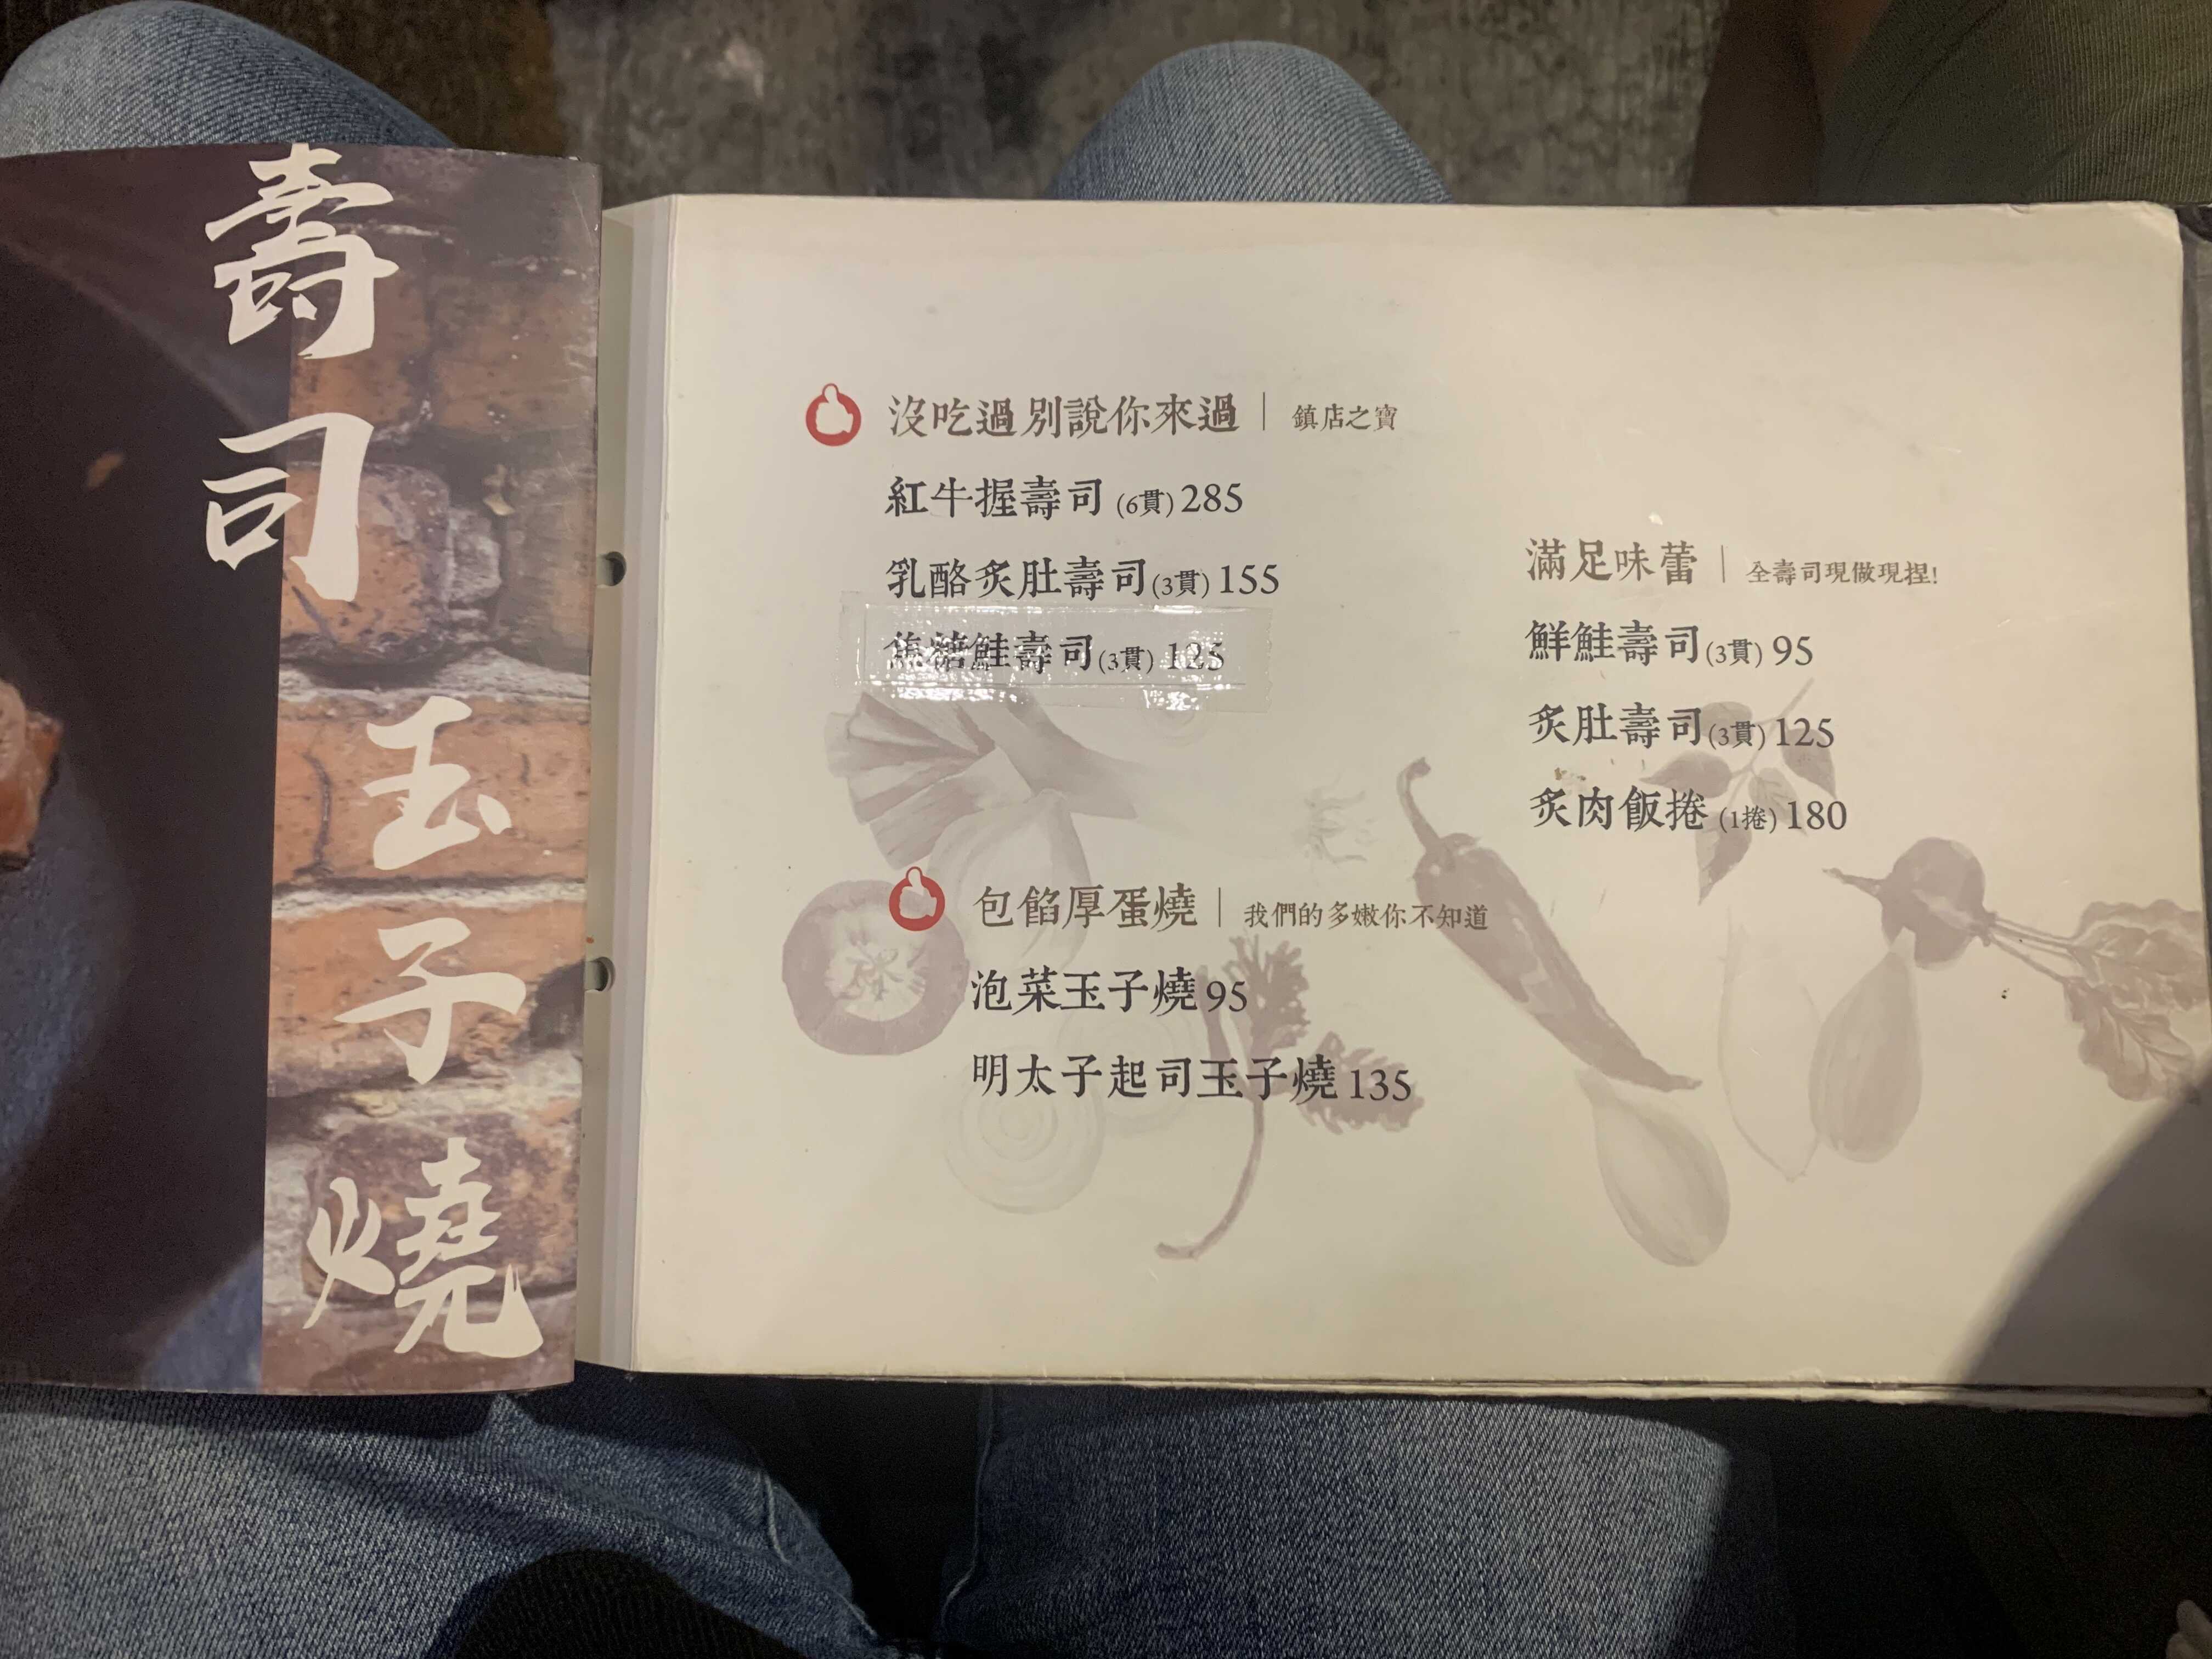 壽司
玉子燒
沒吃過別說你來過｜鎮店之寶
紅牛握壽司(6貫)285
乳酪炙肚壽司(3貫)155
焦糖鮭壽司(3貫)125
滿足味蕾｜全壽司現做現捏!
鮮鮭壽司(3貫)95
炙肚壽司(3貫)125
炙肉飯捲(1捲)180
包餡厚蛋燒｜我們的多嫩你不知道
泡菜玉子燒95
明太子起司玉子燒135